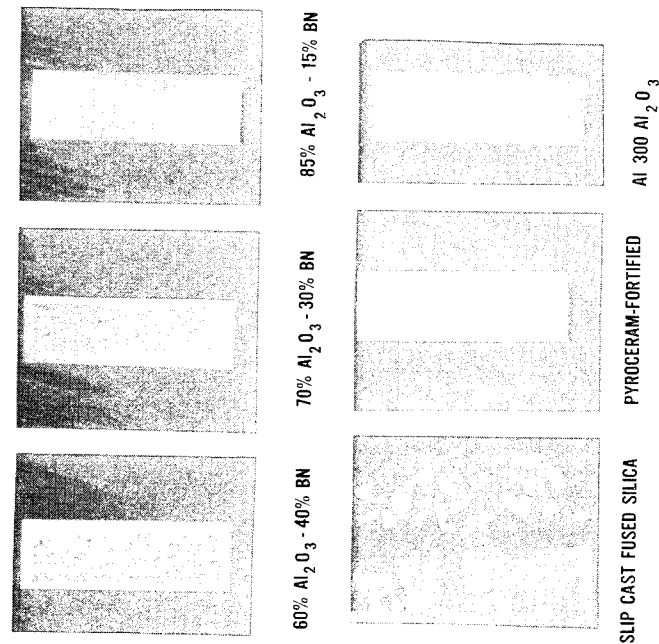 60% Al2O3 - 40% BN
70% Al2O3 - 30% BN
85% Al2O3 - 15% BN
SLIP CAST FUSED SILICA
PYROCERAM-FORTIFIED
Al 300 Al2O3